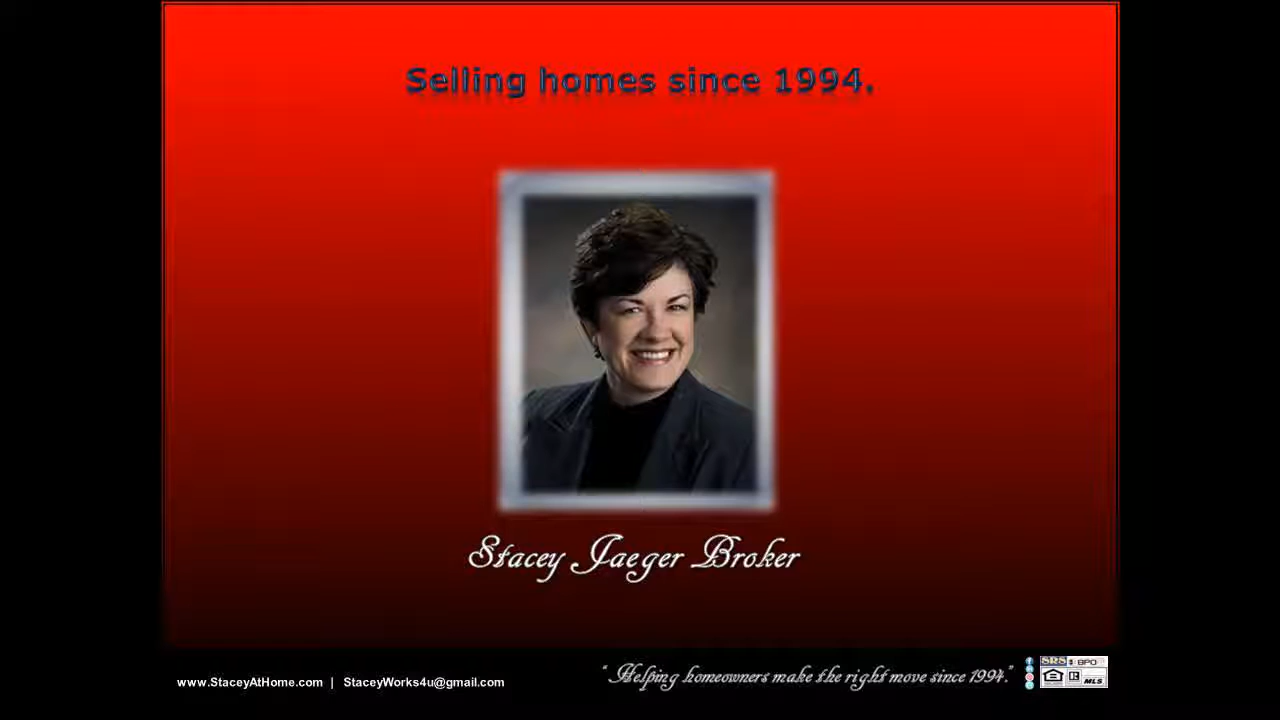 Selling homes since 1994.
Stacey Jaeger Broker
www.StaceyAtHome.com | StaceyWorks4u@gmail.com
“Helping homeowners make the right move since 1994.”
SRS BPO
R MLS